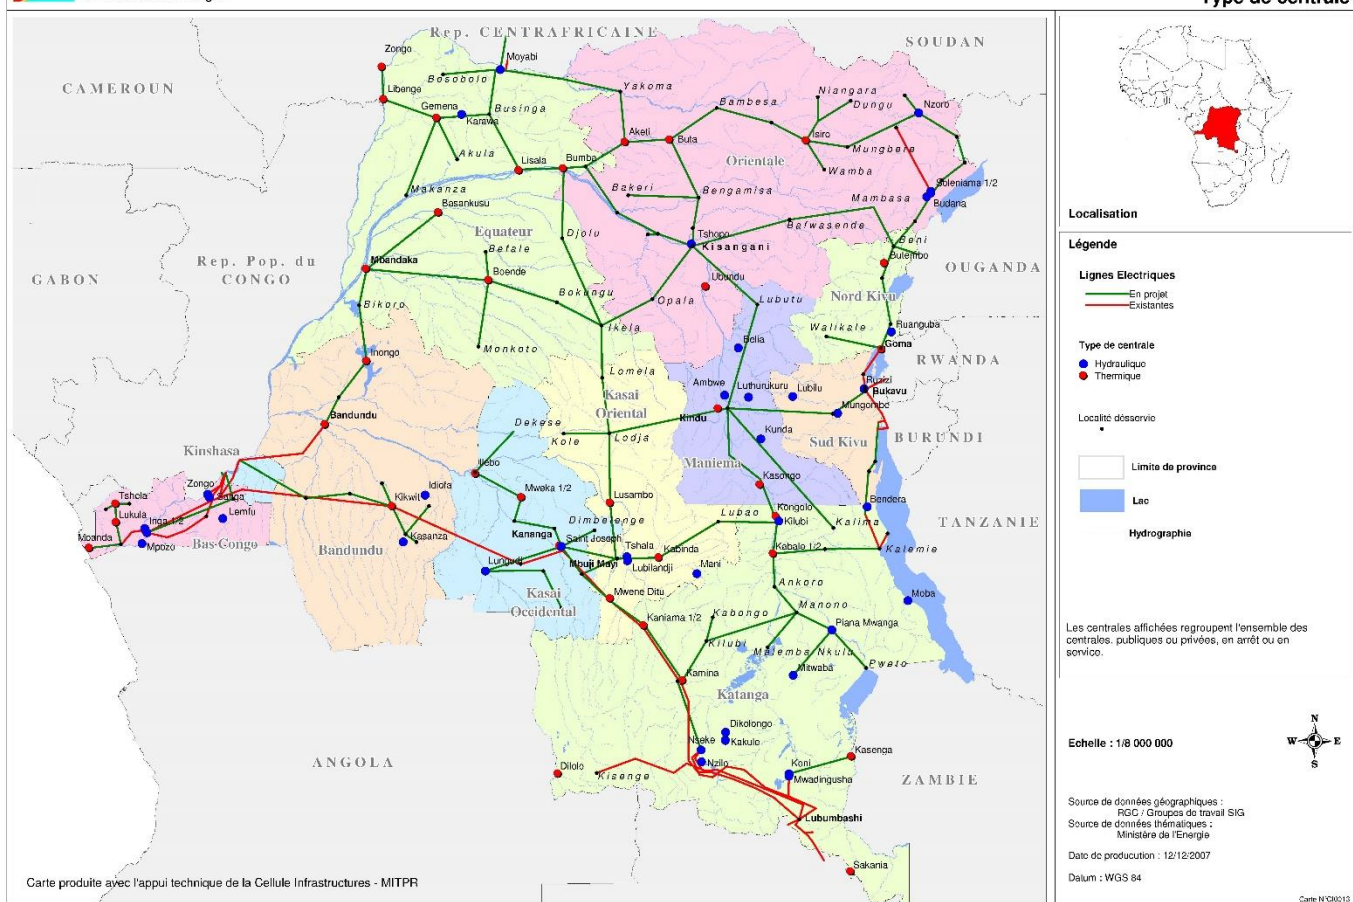 Rep. CENTRAFRICAINE
SOUDAN
CAMEROUN
Zongo
Moyabi
Bosobolo
Libenge
Yakoma
Niangara
Bambesa
Dungu
Nzoro
Gemena
Businga
Karawa
Aketi
Buta
Isiro
Mungbere
Akula
Lisala
Bumba
Orientale
Wamba
Makanza
Bakeri
Bengamisa
Soleniama 1/2
Budana
Mambasa
Basankusu
Djolu
Tshopo
Bafwasende
Equateur
Kisangani
Beni
Befale
Butembo
GABON
Rep. Pop. du
CONGO
Mbandaka
OUGANDA
Boende
Ubundu
Nord Kivu
Bikoro
Bokungu
Opala
Lubutu
Ikela
Walikale
Ruanguba
Goma
Monkoto
Belia
RWANDA
Inongo
Lomela
Kasai
Oriental
Ambwe
Luthurukuru
Lubilu
Ruzizi
Bukavu
Kindu
Mungombe
Bandundu
Dekese
Kole
Lodja
Kunda
Sud Kivu
BURUNDI
Kinshasa
Maniema
Ilebo
Kasongo
Zongo
Sanga
Idiofa
Mweka 1/2
Lusambo
Bendera
Tshela
Kikwit
Lubao
Kongolo
Kilubi
TANZANIE
Lukula
Inga 1/2
Lemfu
Dimbelenge
Kalima
Kananga
Saint Joseph
Moanda
Mpozo
Bas Congo
Bandundu
Kasanza
Tshala
Kabinda
Kabalo 1/2
Kalemie
Mbuji Mayi
Lubilandji
Lungudi
Mani
Kasai
Occidental
Ankoro
Mwene Ditu
Moba
Manono
Kabongo
Kaniama 1/2
Piana Mwanga
Kilubi
Malemba Nkulu
Pweto
Mitwaba
Kamina
Katanga
Dikolongo
Nseke
Kakulo
Kasenga
ANGOLA
Dilolo
Kisenge
Nzilo
Koni
Mwadingusha
ZAMBIE
Lubumbashi
Sakania
Carte produite avec l'appui technique de la Cellule Infrastructures - MITPR
Type de centrale
Localisation
Légende
Lignes Electriques
En projet
Existantes
Type de centrale
Hydraulique
Thermique
Localité désservie
Limite de province
Lac
Hydrographie
Les centrales affichées regroupent l'ensemble des
centrales, publiques ou privées, en arrêt ou en
service.
N
W E
S
Echelle : 1/8 000 000
Source de données géographiques :
RGC / Groupes de travail SIG
Source de données thématiques :
Ministère de l'Energie
Date de producution : 12/12/2007
Datum : WGS 84
Carte N°CI0013